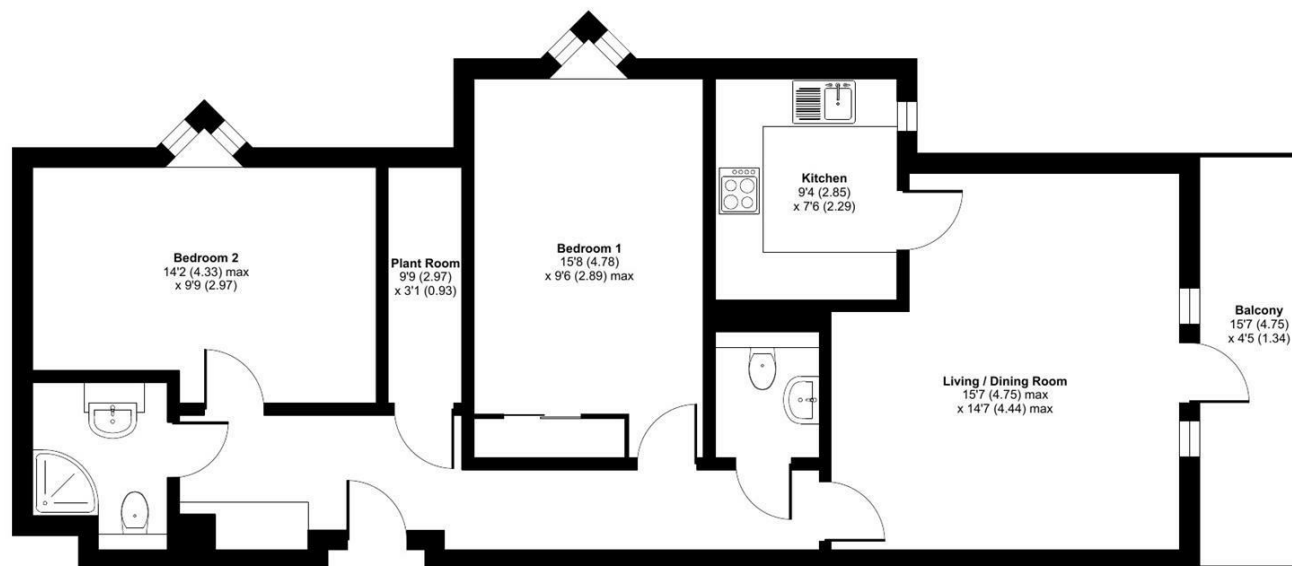 Bedroom 2
14'2 (4.33) max
x 9'9 (2.97)
Plant Room
9'9 (2.97)
x 3'1 (0.93)
Bedroom 1
15'8 (4.78)
x 9'6 (2.89) max
Kitchen
9'4 (2.85)
x 7'6 (2.29)
Living / Dining Room
15'7 (4.75) max
x 14'7 (4.44) max
Balcony
15'7 (4.75)
x 4'5 (1.34)